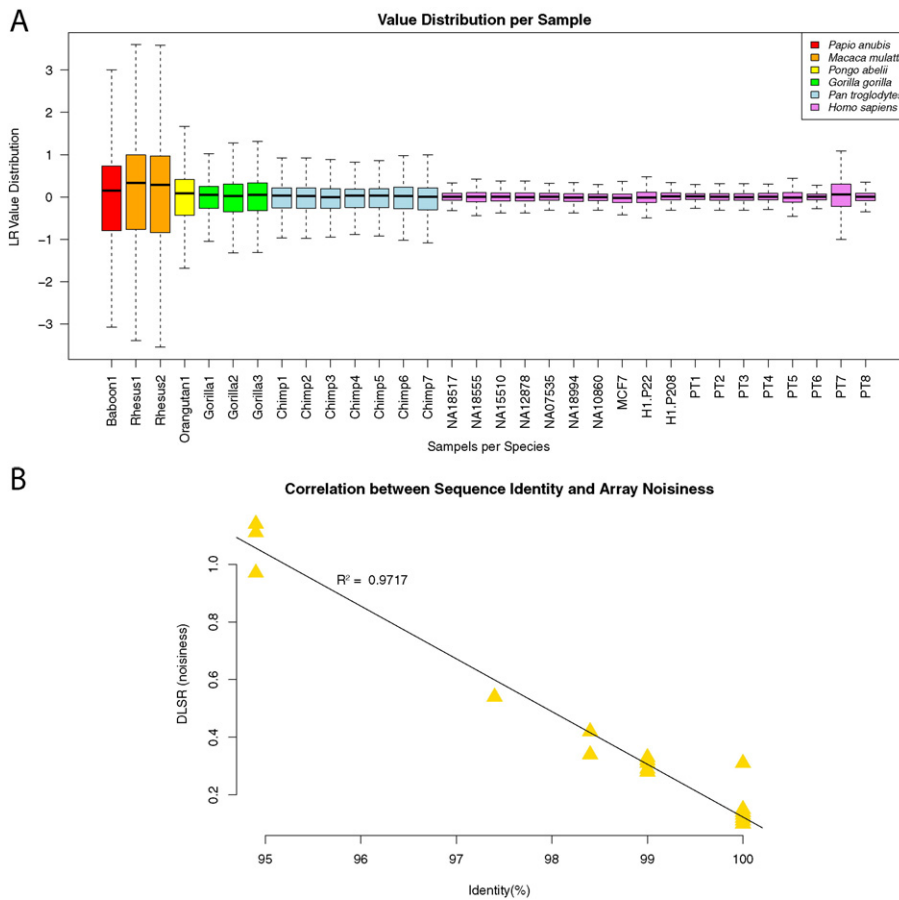 A
Value Distribution per Sample
LR Value Distribution
3
2
1
0
−1
−2
−3
Papio anubis
Macaca mulatta
Pongo abelii
Gorilla gorilla
Pan troglodytes
Homo sapiens
Baboon1
Rhesus1
Rhesus2
Orangutan1
Gorilla1
Gorilla2
Gorilla3
Chimp1
Chimp2
Chimp3
Chimp4
Chimp5
Chimp6
Chimp7
NA18517
NA18555
NA15510
NA12878
NA07535
NA18994
NA10860
MCF7
H1.P22
H1.P208
PT1
PT2
PT3
PT4
PT5
PT6
PT7
PT8
Sampels per Species
B
Correlation between Sequence Identity and Array Noisiness
DLSR (noisiness)
1.0
0.8
0.6
0.4
0.2
R² = 0.9717
95 96 97 98 99 100
Identity(%)